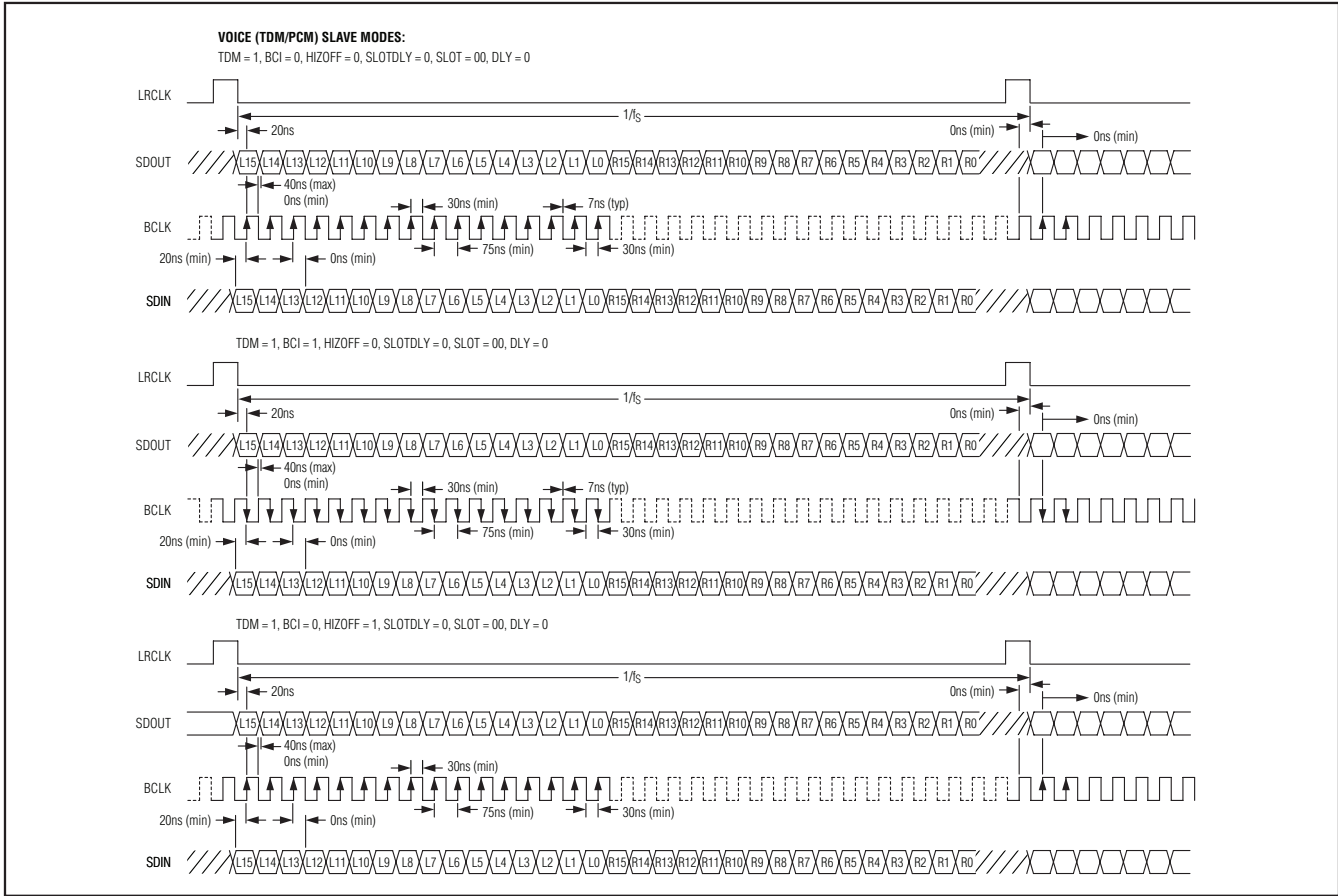 VOICE (TDM/PCM) SLAVE MODES:
TDM = 1, BCI = 0, HIZOFF = 0, SLOTDLY = 0, SLOT = 00, DLY = 0
LRCLK
1/fS
20ns
0ns (min)
0ns (min)
SDOUT
L15 L14 L13 L12 L11 L10 L9 L8 L7 L6 L5 L4 L3 L2 L1 L0 R15 R14 R13 R12 R11 R10 R9 R8 R7 R6 R5 R4 R3 R2 R1 R0
40ns (max)
0ns (min)
30ns (min)
7ns (typ)
BCLK
20ns (min)
0ns (min)
75ns (min)
30ns (min)
SDIN
L15 L14 L13 L12 L11 L10 L9 L8 L7 L6 L5 L4 L3 L2 L1 L0 R15 R14 R13 R12 R11 R10 R9 R8 R7 R6 R5 R4 R3 R2 R1 R0
TDM = 1, BCI = 1, HIZOFF = 0, SLOTDLY = 0, SLOT = 00, DLY = 0
LRCLK
1/fS
20ns
0ns (min)
0ns (min)
SDOUT
L15 L14 L13 L12 L11 L10 L9 L8 L7 L6 L5 L4 L3 L2 L1 L0 R15 R14 R13 R12 R11 R10 R9 R8 R7 R6 R5 R4 R3 R2 R1 R0
40ns (max)
0ns (min)
30ns (min)
7ns (typ)
BCLK
20ns (min)
0ns (min)
75ns (min)
30ns (min)
SDIN
L15 L14 L13 L12 L11 L10 L9 L8 L7 L6 L5 L4 L3 L2 L1 L0 R15 R14 R13 R12 R11 R10 R9 R8 R7 R6 R5 R4 R3 R2 R1 R0
TDM = 1, BCI = 0, HIZOFF = 1, SLOTDLY = 0, SLOT = 00, DLY = 0
LRCLK
1/fS
20ns
0ns (min)
0ns (min)
SDOUT
L15 L14 L13 L12 L11 L10 L9 L8 L7 L6 L5 L4 L3 L2 L1 L0 R15 R14 R13 R12 R11 R10 R9 R8 R7 R6 R5 R4 R3 R2 R1 R0
40ns (max)
0ns (min)
30ns (min)
BCLK
20ns (min)
0ns (min)
75ns (min)
30ns (min)
SDIN
L15 L14 L13 L12 L11 L10 L9 L8 L7 L6 L5 L4 L3 L2 L1 L0 R15 R14 R13 R12 R11 R10 R9 R8 R7 R6 R5 R4 R3 R2 R1 R0